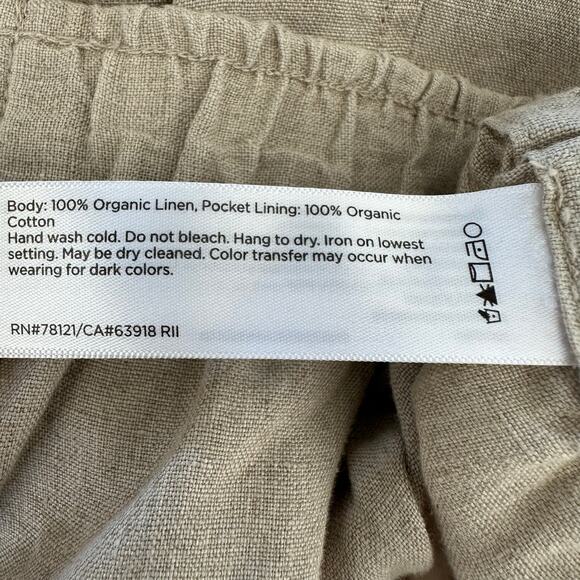 Body: 100% Organic Linen, Pocket Lining: 100% Organic
Cotton
Hand wash cold. Do not bleach. Hang to dry. Iron on lowest
setting. May be dry cleaned. Color transfer may occur when
wearing for dark colors.
RN#78121/CA#63918 RII